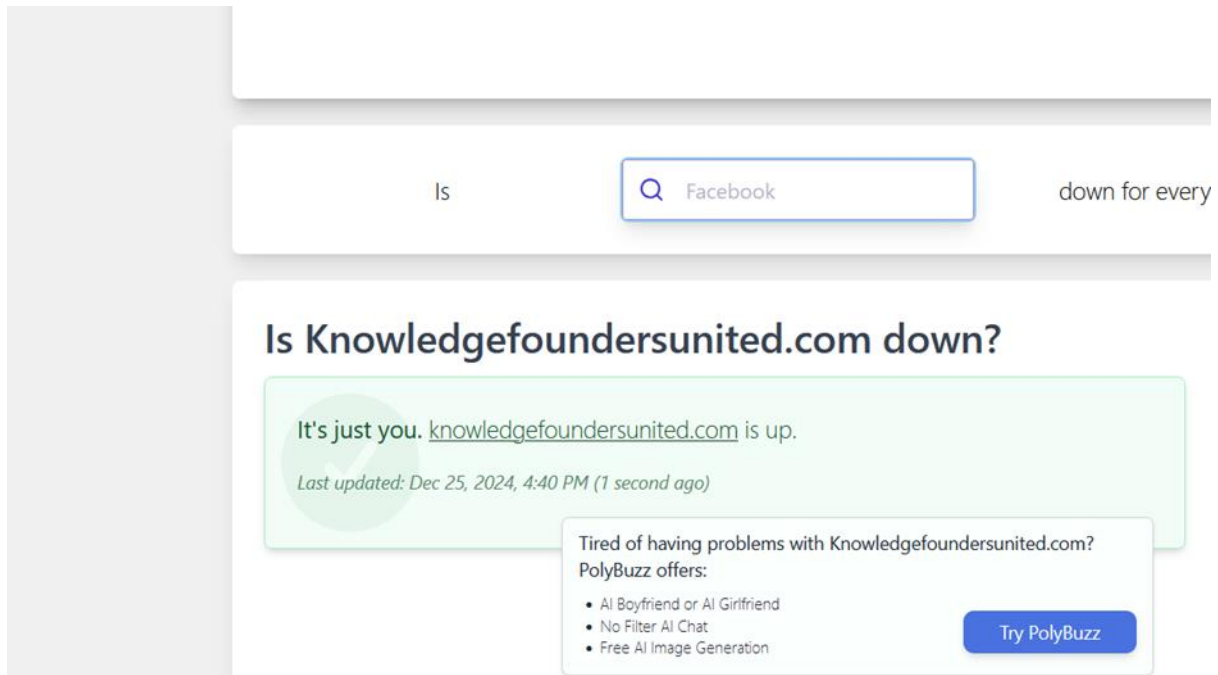 Is Facebook down for every
Is Knowledgefoundersunited.com down?
It's just you. knowledgefoundersunited.com is up.
Last updated: Dec 25, 2024, 4:40 PM (1 second ago)
Tired of having problems with Knowledgefoundersunited.com?
PolyBuzz offers:
• AI Boyfriend or AI Girlfriend
• No Filter AI Chat
• Free AI Image Generation
Try PolyBuzz